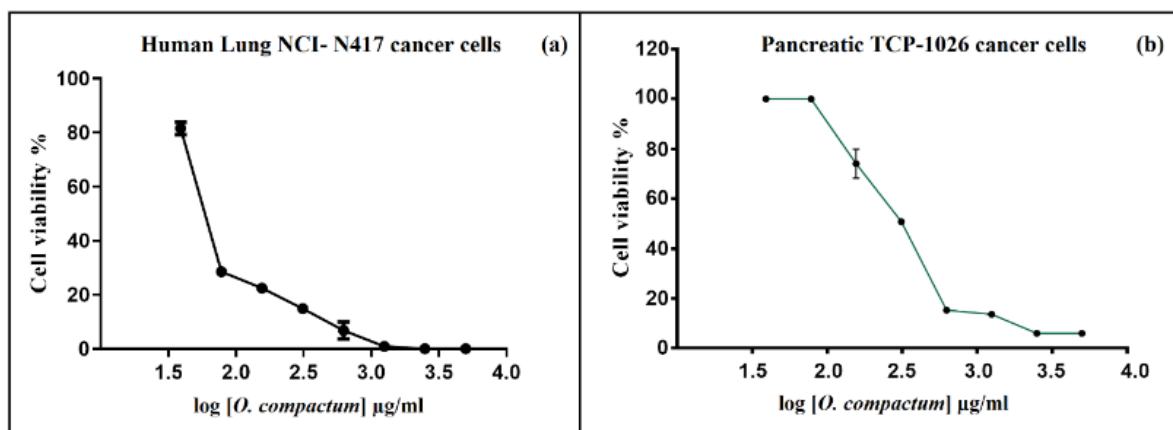 Human Lung NCI- N417 cancer cells (a)
100
80
60
40
20
0
Cell viability %
1.5 2.0 2.5 3.0 3.5 4.0
log [O. compactum] µg/ml
Pancreatic TCP-1026 cancer cells (b)
120
100
80
60
40
20
0
Cell viability %
1.5 2.0 2.5 3.0 3.5 4.0
log [O. compactum] µg/ml